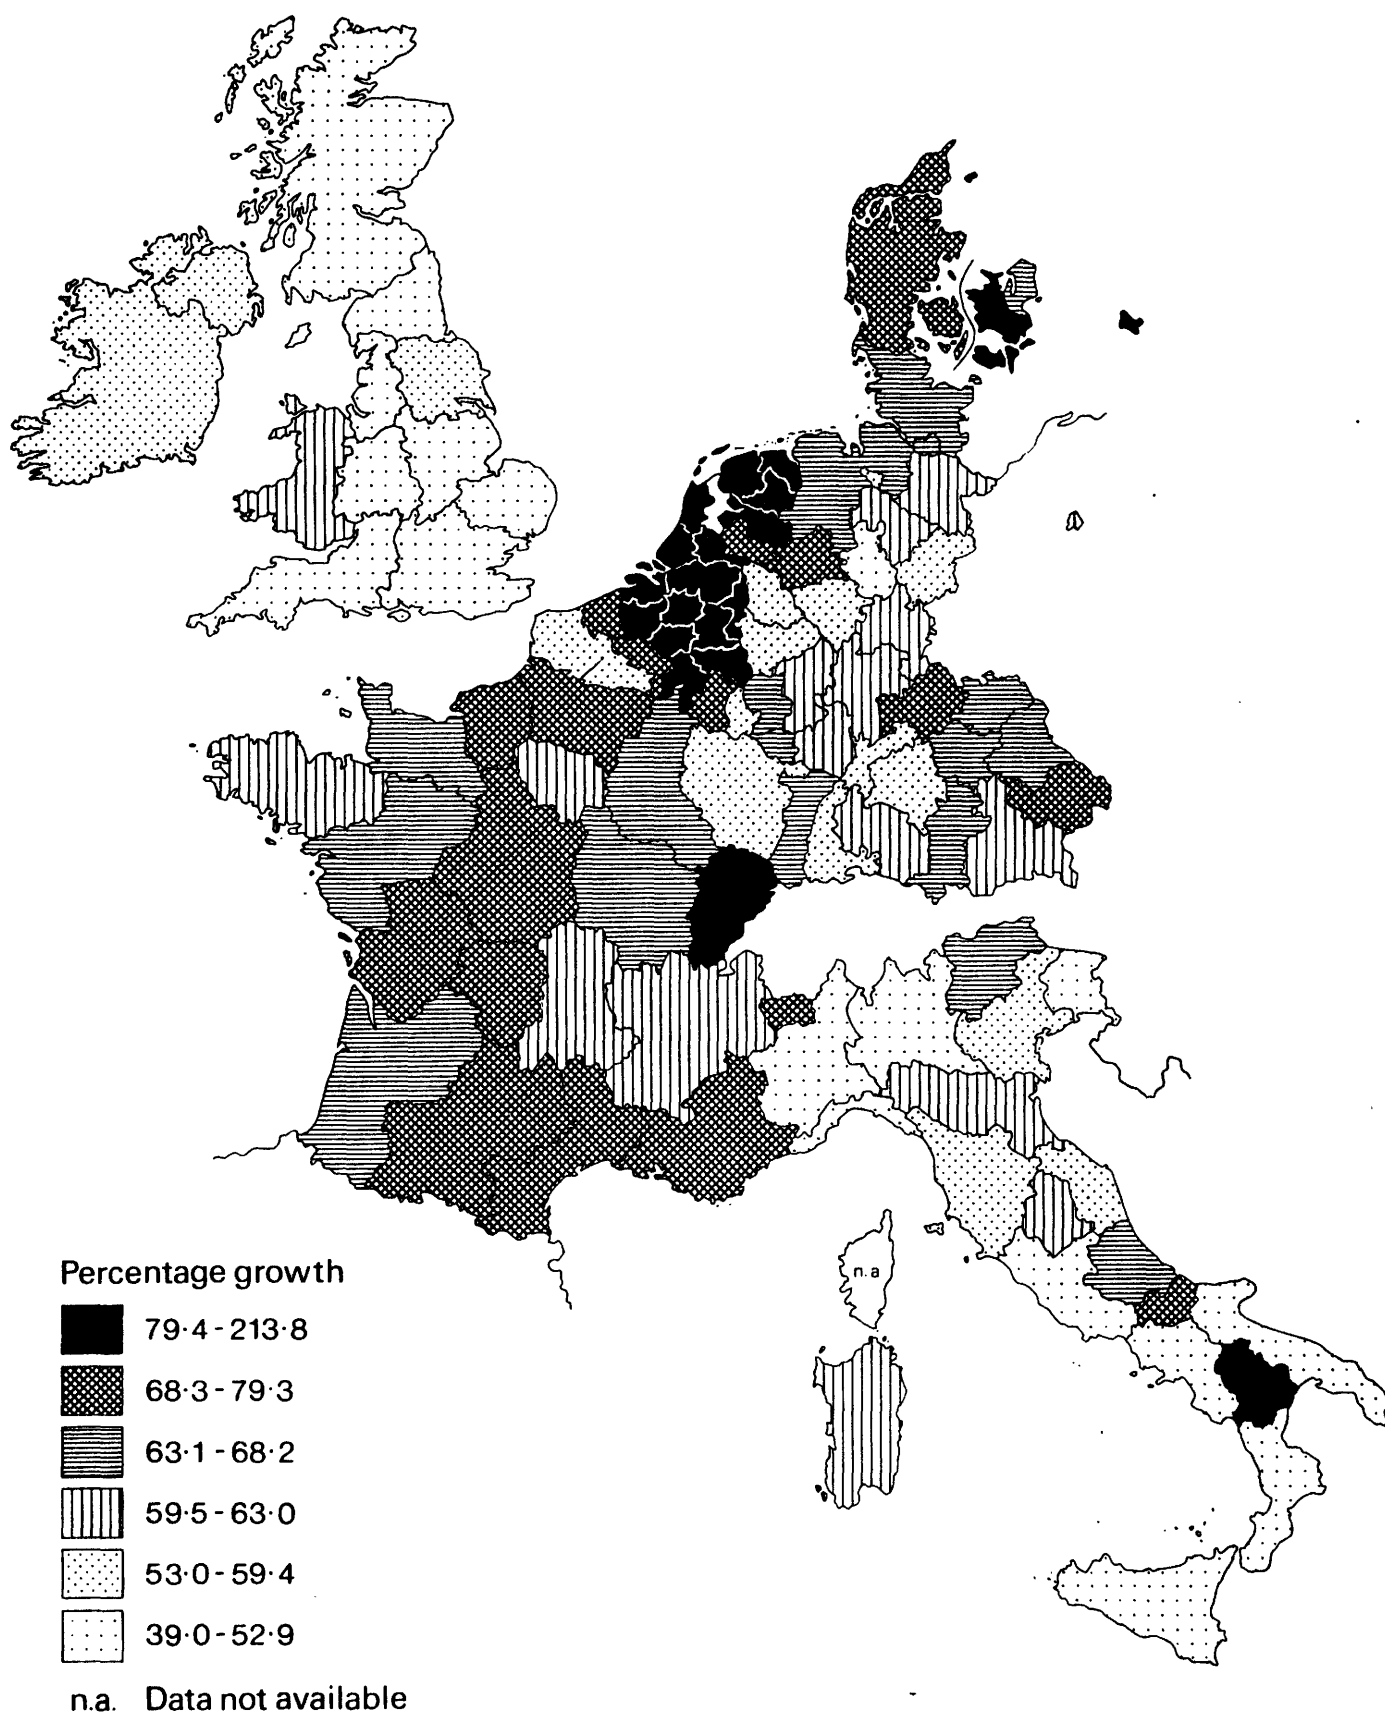 n.a
Percentage growth
79·4-213·8
68·3-79·3
63·1-68·2
59·5-63·0
53·0-59·4
39·0-52·9
n.a. Data not available